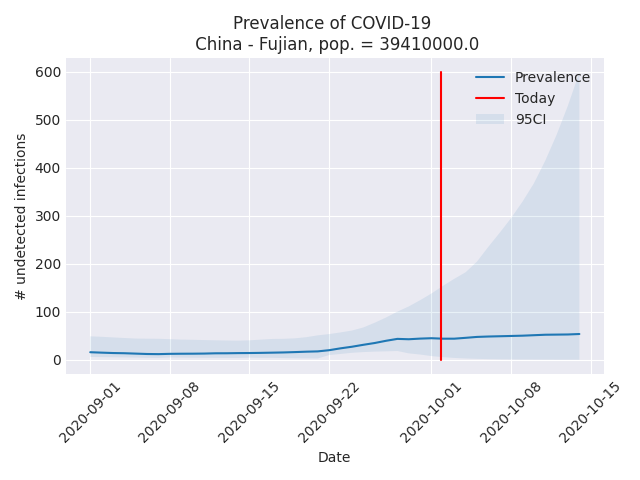 Prevalence of COVID-19
China - Fujian, pop. = 39410000.0
600
500
400
300
200
100
0
# undetected infections
Prevalence
Today
95CI
2020-09-01
2020-09-08
2020-09-15
2020-09-22
2020-10-01
2020-10-08
2020-10-15
Date